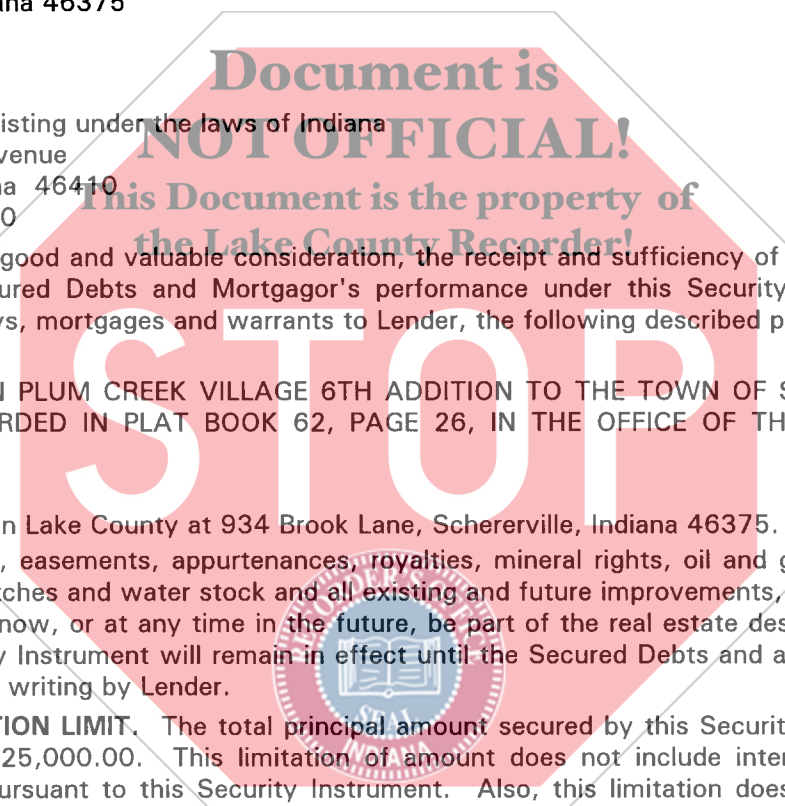 ana 46375
Document is
isting under the laws of Indiana
NOT OFFICIAL!
venue
na 46410
This Document is the property of
0
the Lake County Recorder!
good and valuable consideration, the receipt and sufficiency of
ured Debts and Mortgagor's performance under this Security
ys, mortgages and warrants to Lender, the following described p
N PLUM CREEK VILLAGE 6TH ADDITION TO THE TOWN OF S
RDED IN PLAT BOOK 62, PAGE 26, IN THE OFFICE OF TH
STOP
n Lake County at 934 Brook Lane, Schererville, Indiana 46375.
, easements, appurtenances, royalties, mineral rights, oil and g
tches and water stock and all existing and future improvements,
now, or at any time in the future, be part of the real estate des
y Instrument will remain in effect until the Secured Debts and a
writing by Lender.
RECORDER'S
SEAL
INDIANA
TION LIMIT. The total principal amount secured by this Securit
25,000.00. This limitation of amount does not include inter
ursuant to this Security Instrument. Also, this limitation does